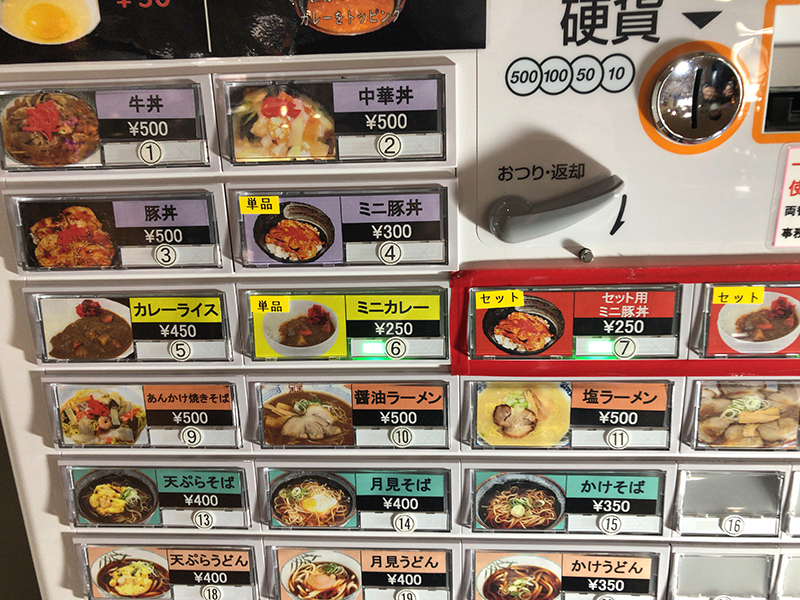 ¥50
カレーをトッピング
硬貨
500 100 50 10
おつり・返却
牛丼
¥500
①
中華丼
¥500
②
豚丼
¥500
③
単品
ミニ豚丼
¥300
④
カレーライス
¥450
⑤
単品
ミニカレー
¥250
⑥
セット
セット用
ミニ豚丼
¥250
⑦
セット
あんかけ焼きそば
¥500
⑨
醤油ラーメン
¥500
⑩
塩ラーメン
¥500
⑪
天ぷらそば
¥400
⑬
月見そば
¥400
⑭
かけそば
¥350
⑮
⑯
天ぷらうどん
¥400
⑱
月見うどん
¥400
⑲
かけうどん
¥350